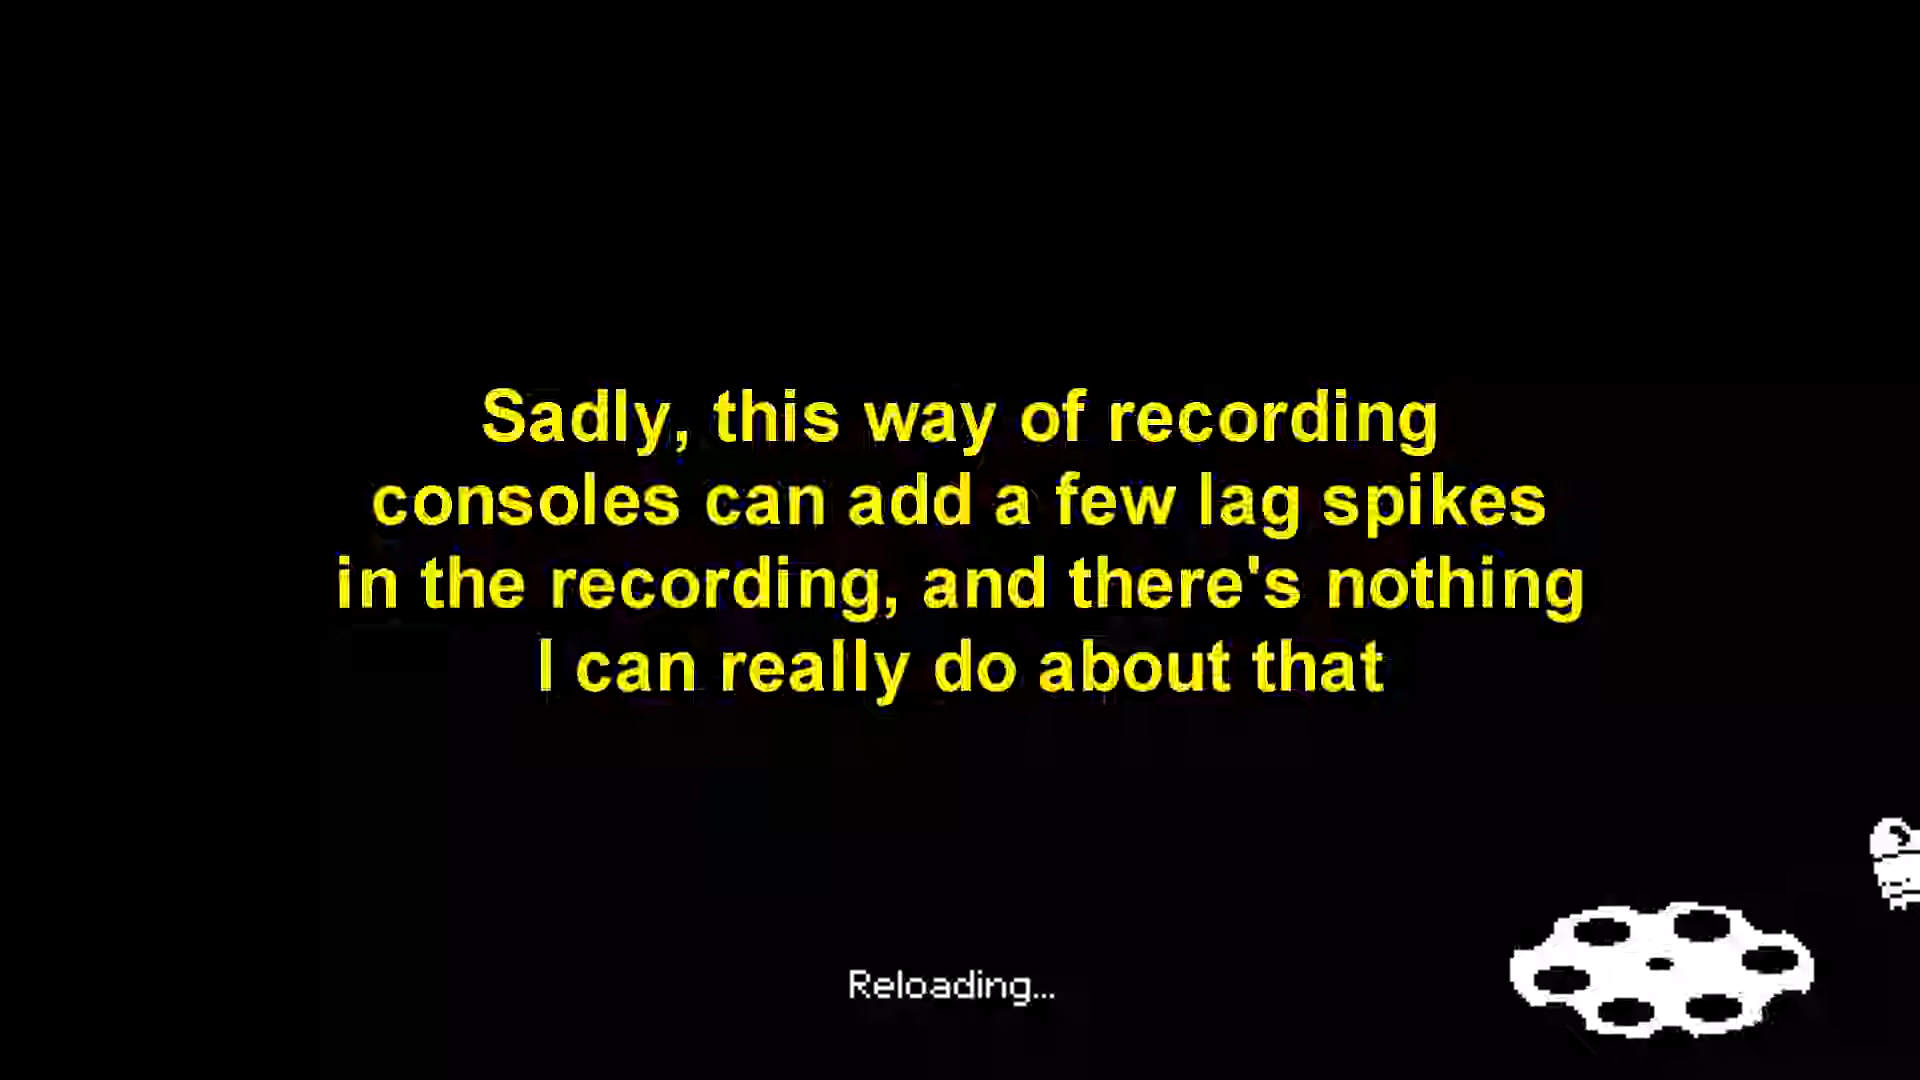 Sadly, this way of recording
consoles can add a few lag spikes
in the recording, and there's nothing
I can really do about that
Reloading...